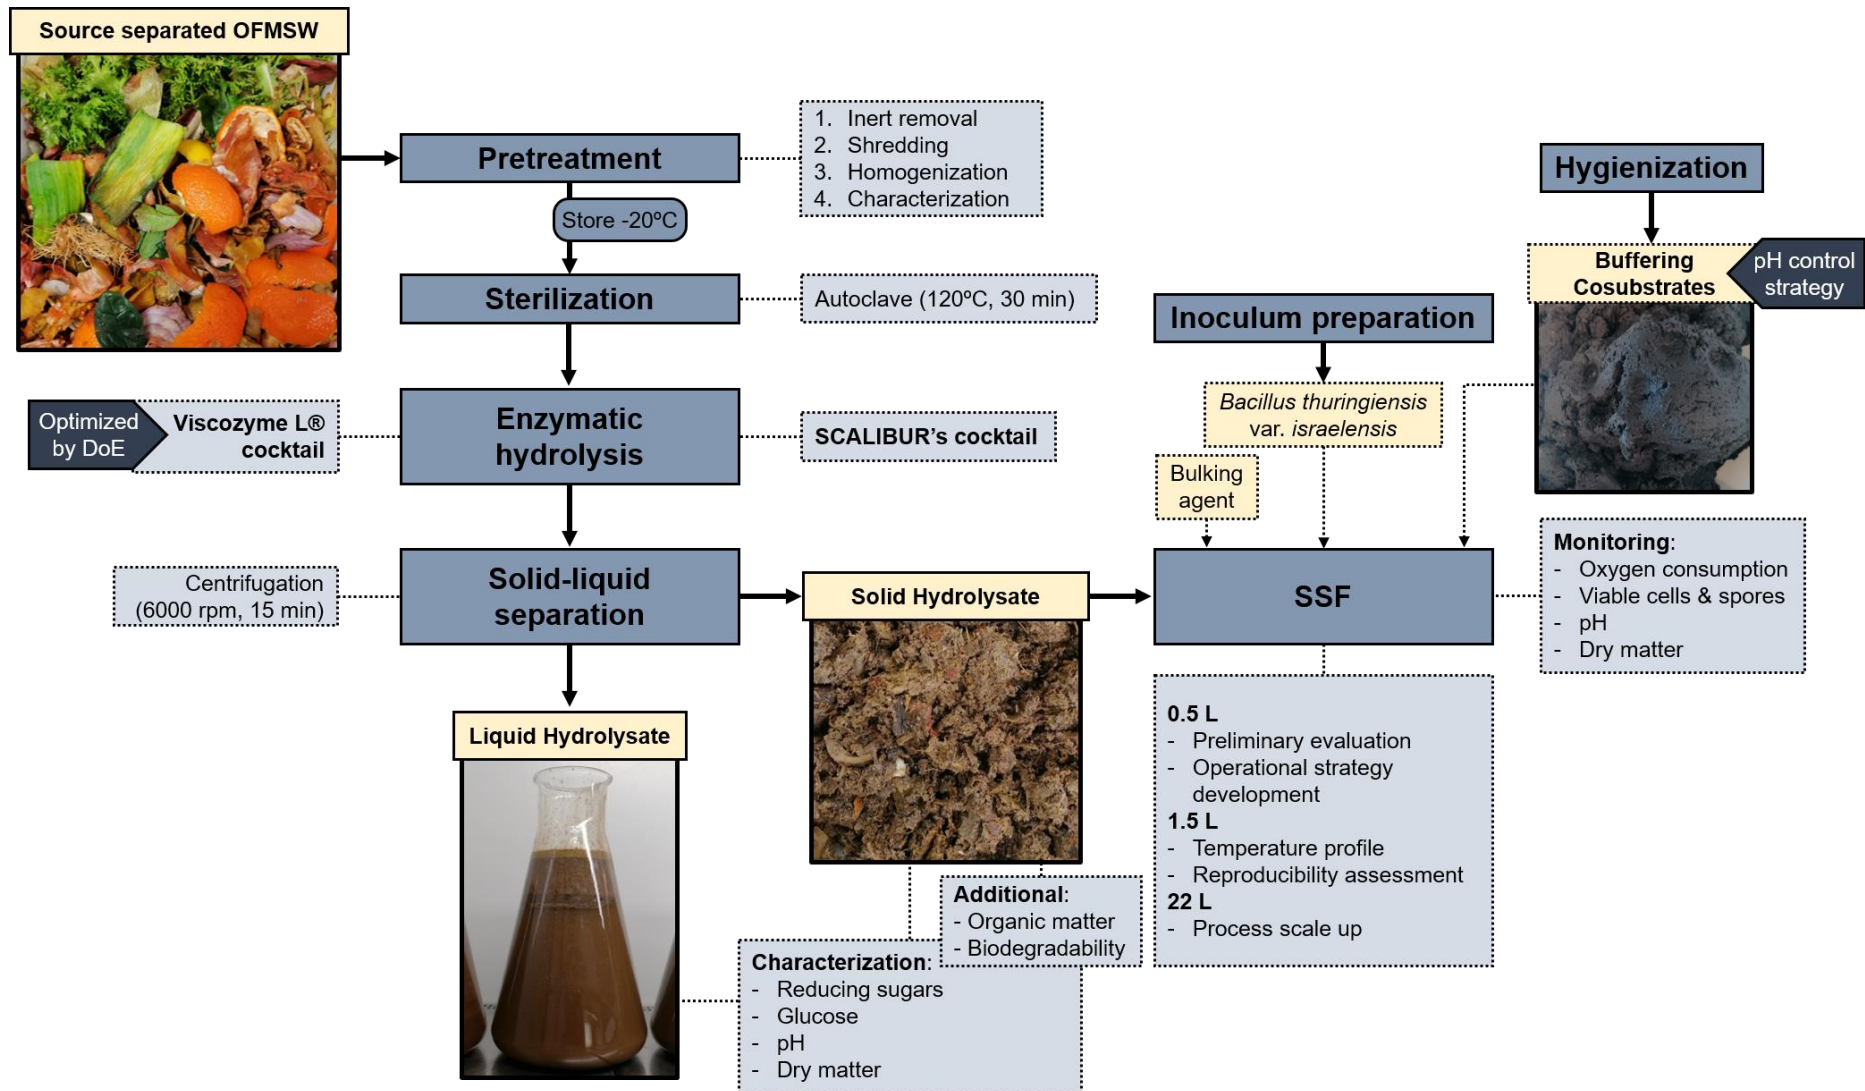 Source separated OFMSW
Pretreatment
1. Inert removal
2. Shredding
3. Homogenization
4. Characterization
Store -20ºC
Sterilization
Autoclave (120ºC, 30 min)
Optimized
by DoE
Viscozyme L®
cocktail
Enzymatic
hydrolysis
SCALIBUR's cocktail
Centrifugation
(6000 rpm, 15 min)
Solid-liquid
separation
Solid Hydrolysate
Liquid Hydrolysate
Characterization:
- Reducing sugars
- Glucose
- pH
- Dry matter
Additional:
- Organic matter
- Biodegradability
Inoculum preparation
Bacillus thuringiensis
var. israelensis
Bulking
agent
Hygienization
Buffering
Cosubstrates
pH control
strategy
SSF
Monitoring:
- Oxygen consumption
- Viable cells & spores
- pH
- Dry matter
0.5 L
- Preliminary evaluation
- Operational strategy
development
1.5 L
- Temperature profile
- Reproducibility assessment
22 L
- Process scale up